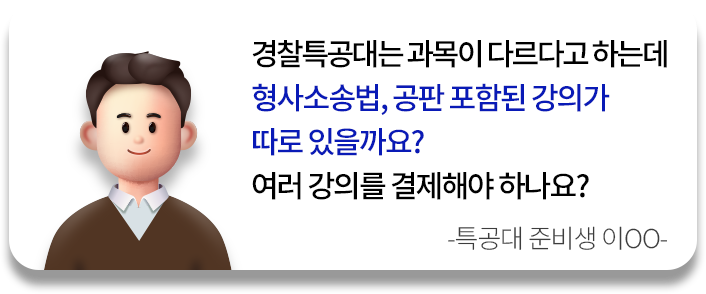 경찰특공대는 과목이 다르다고 하는데
형사소송법, 공판 포함된 강의가
따로 있을까요?
여러 강의를 결제해야 하나요?
-특공대 준비생 이OO-